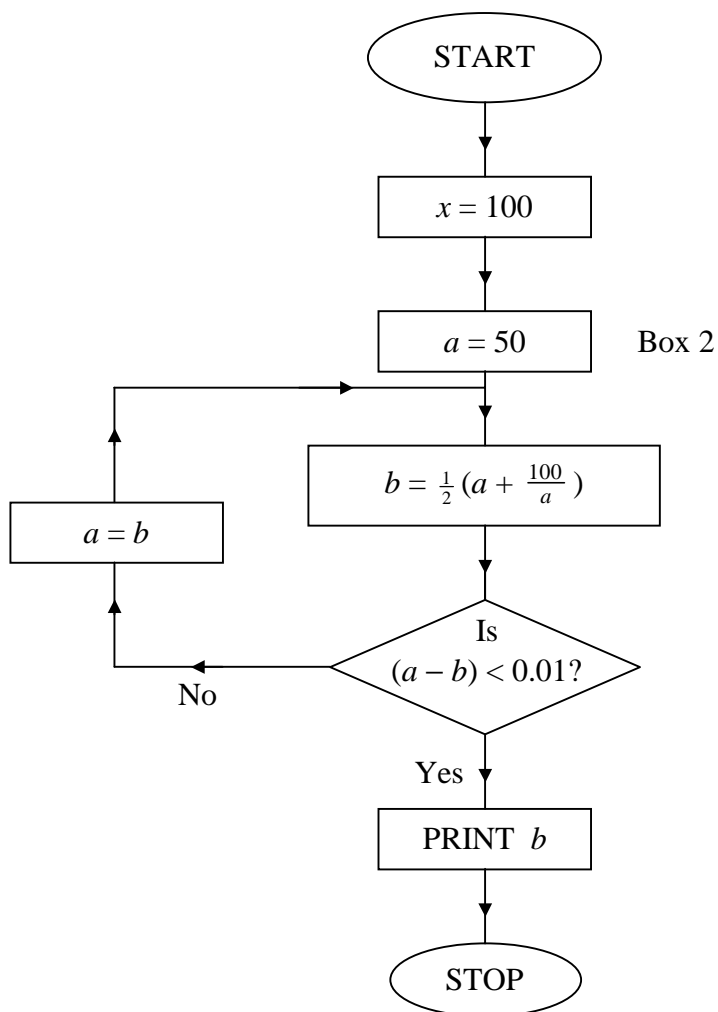 START
x = 100
a = 50 Box 2
b = ½ (a + 100/a)
a = b
Is
(a − b) < 0.01?
No
Yes
PRINT b
STOP